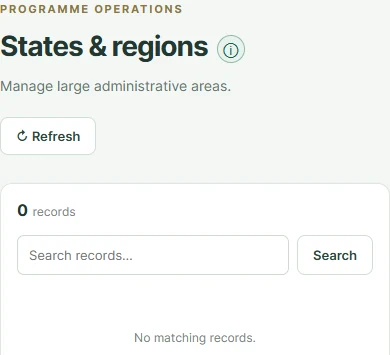 PROGRAMME OPERATIONS
States & regions ⓘ
Manage large administrative areas.
↻ Refresh
0 records
Search records...
Search
No matching records.